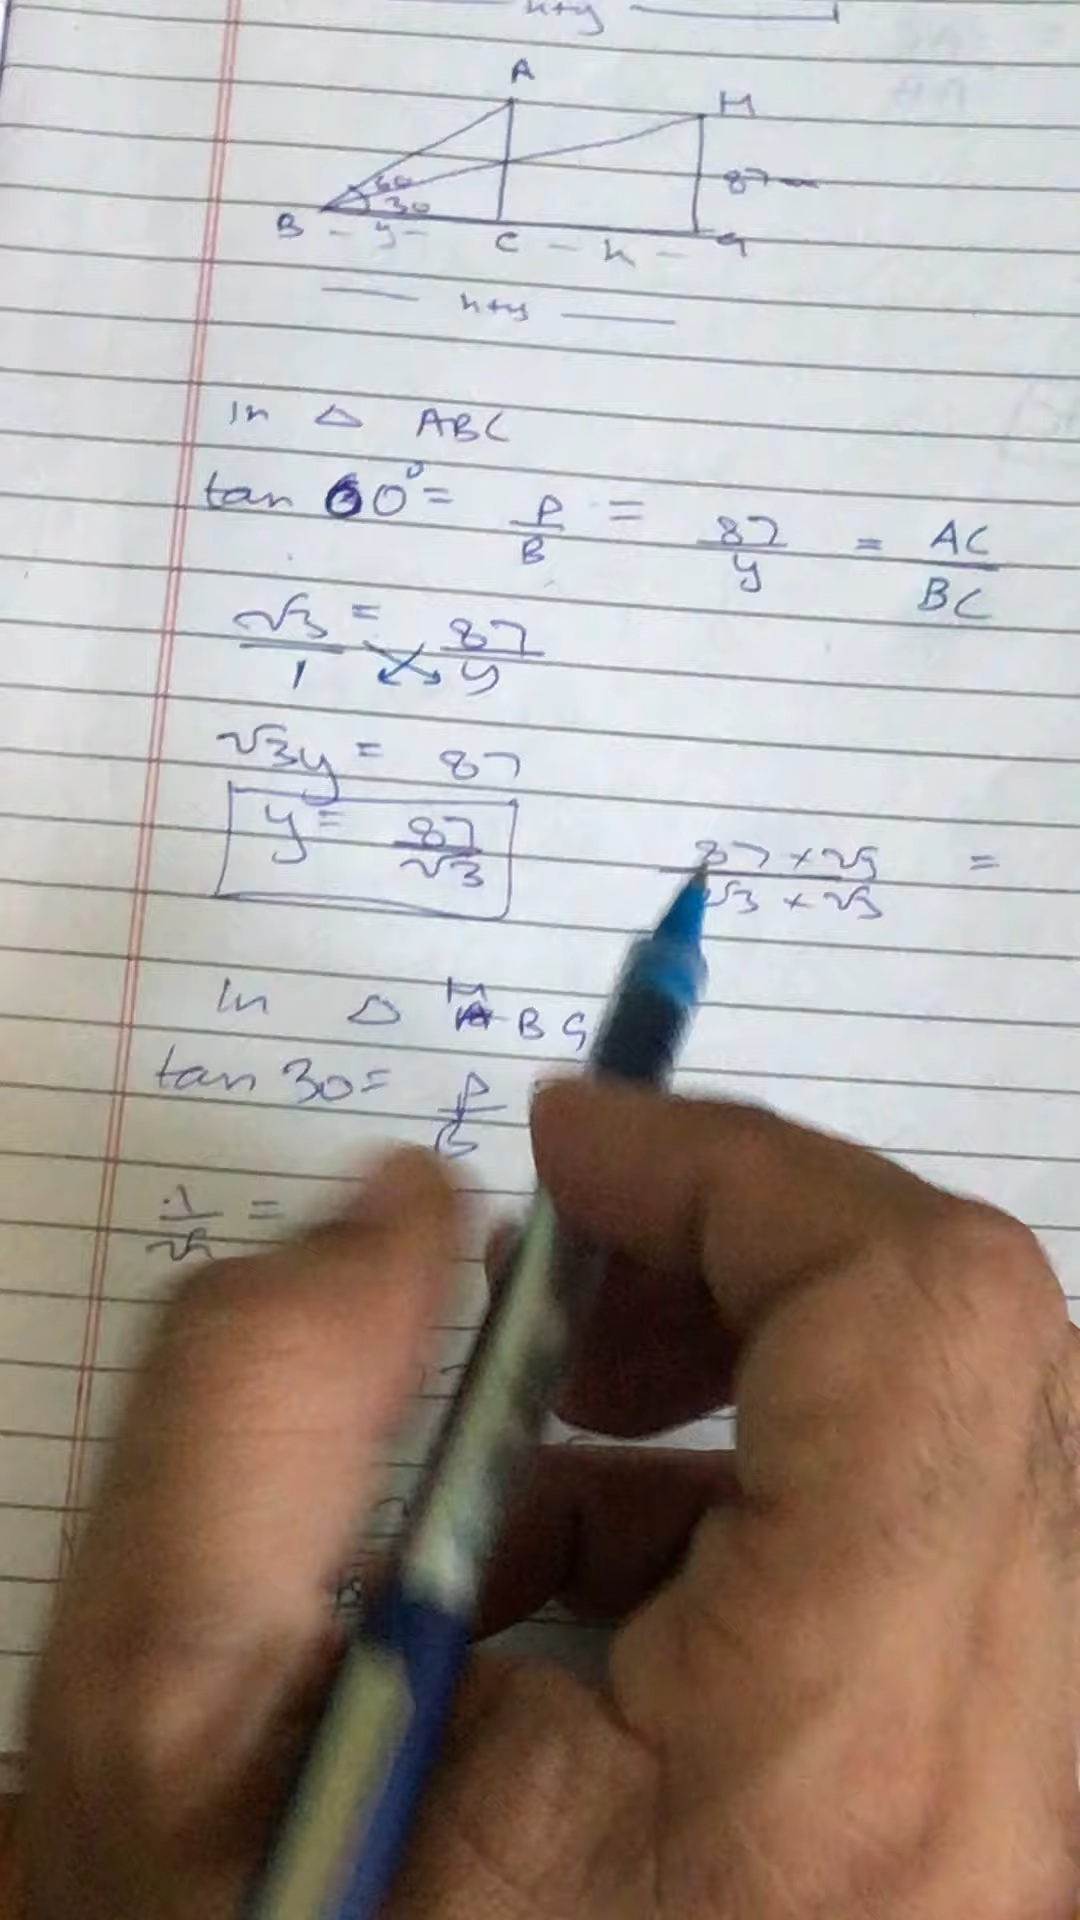 x+y
A
H
60
30
87
B - y - C - x - G
x+y
In △ ABC
tan 60° = P/B = 87/y = AC/BC
√3/1 = 87/y
√3y = 87
y = 87/√3
87 × √3 / √3 × √3 =
In △ HBG
tan 30 = P/B
1/√3 =